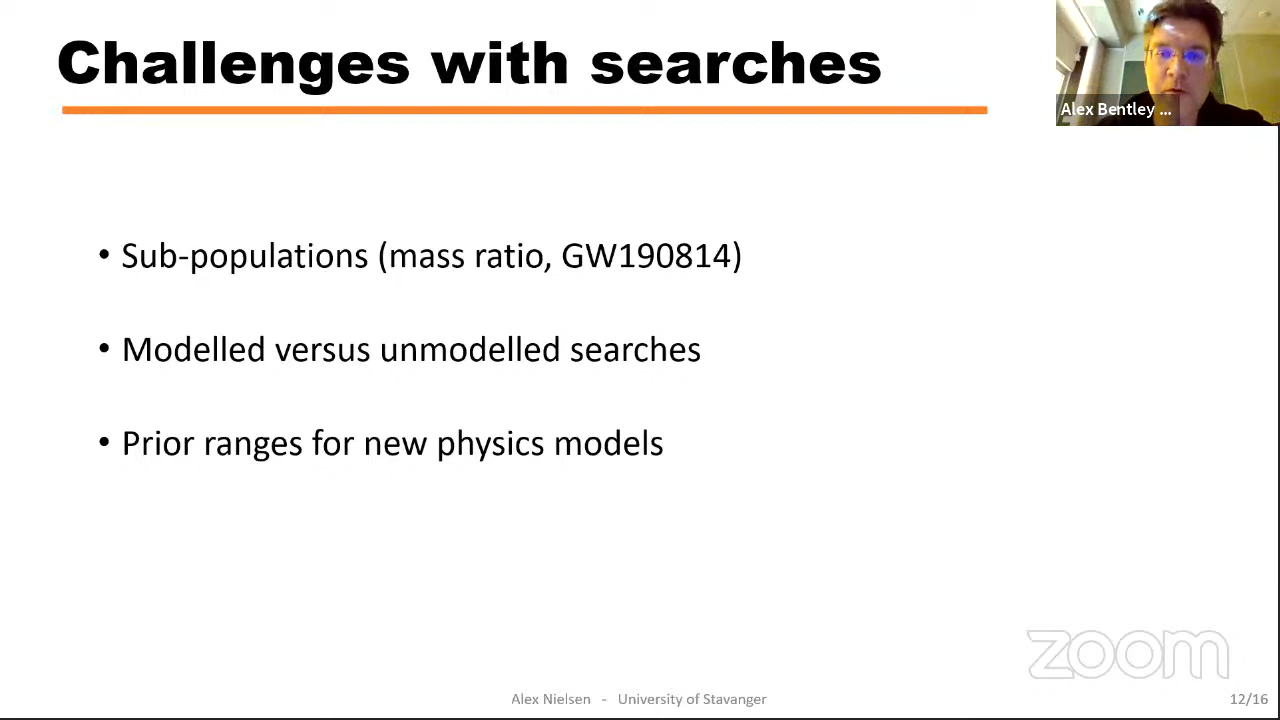 Challenges with searches
Alex Bentley ...
• Sub-populations (mass ratio, GW190814)
• Modelled versus unmodelled searches
• Prior ranges for new physics models
zoom
Alex Nielsen - University of Stavanger
12/16